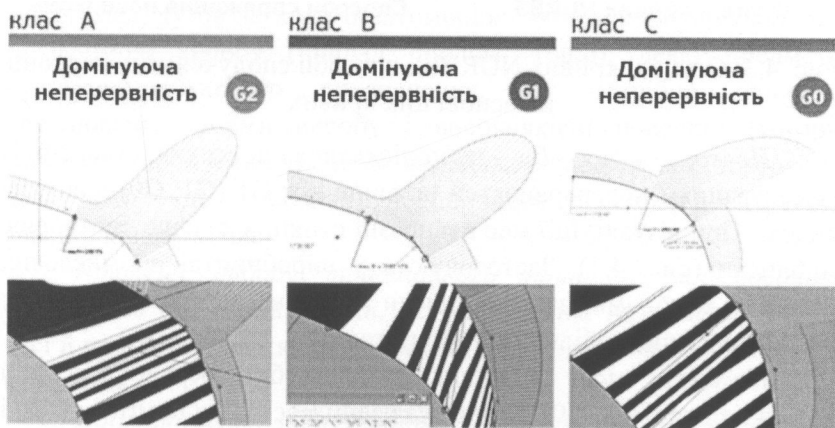 клас A
Домінуюча
неперервність G2
клас B
Домінуюча
неперервність G1
клас C
Домінуюча
неперервність G0